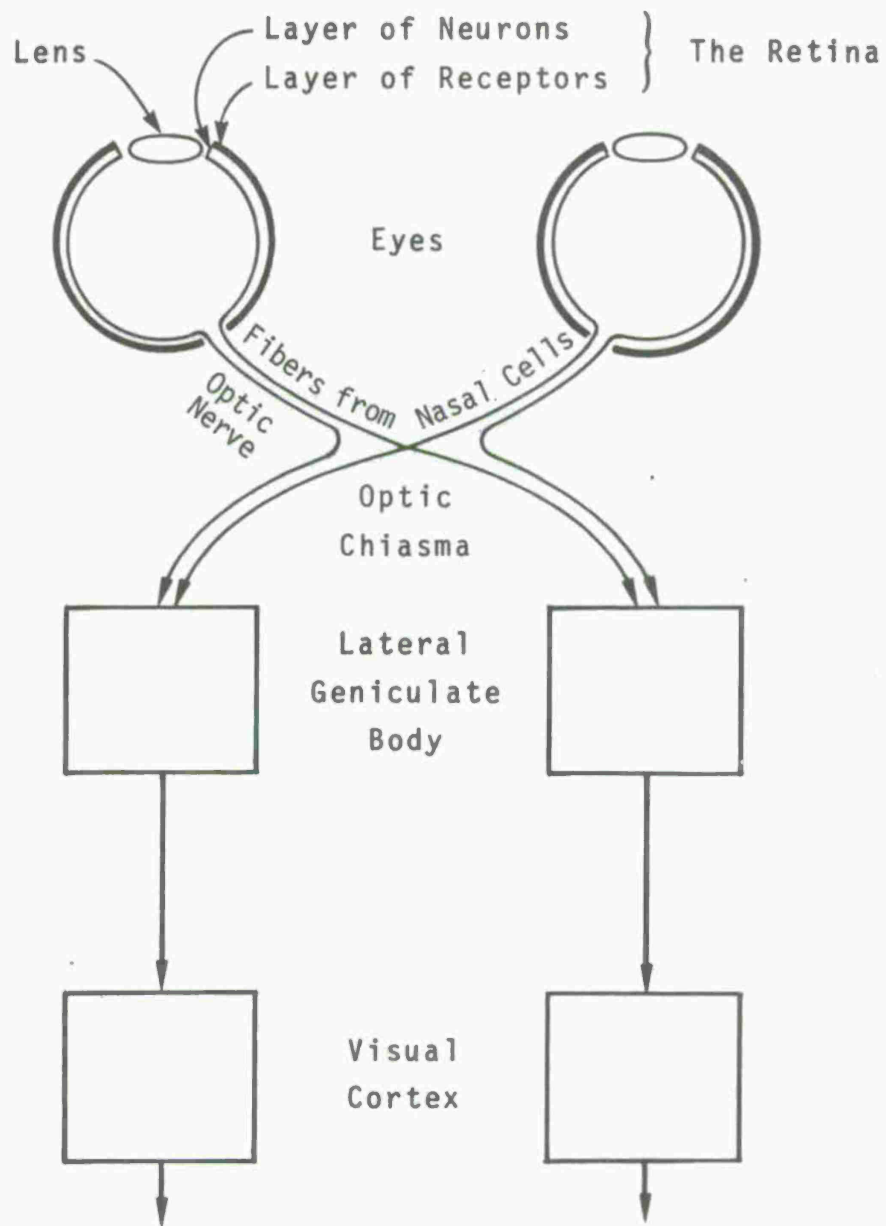 Layer of Neurons
Lens
Layer of Receptors
The Retina
Eyes
Fibers from Nasal Cells
Optic
Nerve
Optic
Chiasma
Lateral
Geniculate
Body
Visual
Cortex